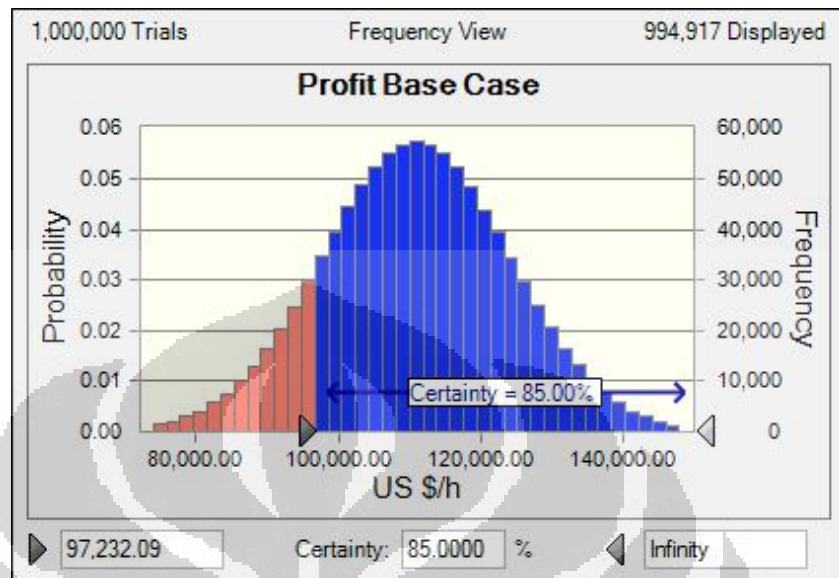 1,000,000 Trials Frequency View 994,917 Displayed
Profit Base Case
0.06 60,000
0.05 50,000
0.04 40,000
0.03 30,000
0.02 20,000
0.01 10,000
0.00 0
Probability
Frequency
Certainty = 85.00%
80,000.00 100,000.00 120,000.00 140,000.00
US $/h
97,232.09 Certainty: 85.0000 % Infinity